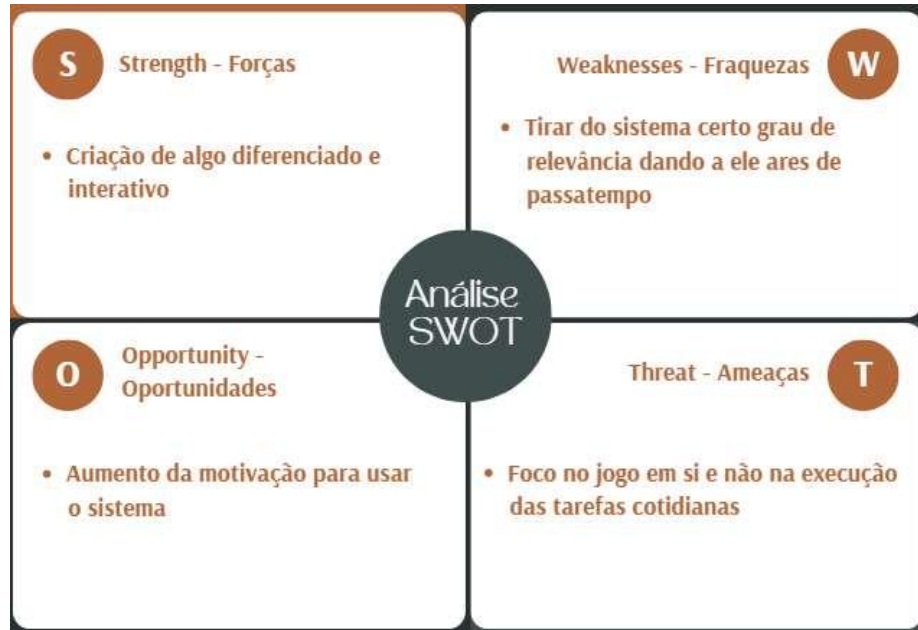 S
Strength - Forças
• Criação de algo diferenciado e
interativo
Weaknesses - Fraquezas
W
• Tirar do sistema certo grau de
relevância dando a ele ares de
passatempo
Análise
SWOT
O
Opportunity -
Oportunidades
• Aumento da motivação para usar
o sistema
Threat - Ameaças
T
• Foco no jogo em si e não na execução
das tarefas cotidianas